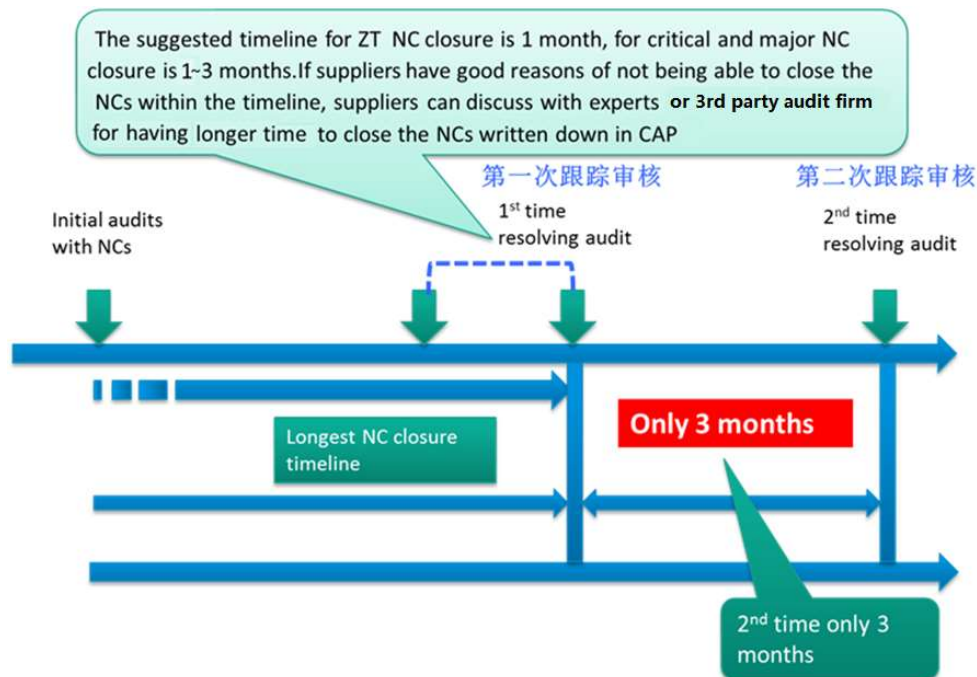 The suggested timeline for ZT NC closure is 1 month, for critical and major NC
closure is 1~3 months.If suppliers have good reasons of not being able to close the
NCs within the timeline, suppliers can discuss with experts or 3rd party audit firm
for having longer time to close the NCs written down in CAP
第一次跟踪审核
第二次跟踪审核
Initial audits
with NCs
1st time
resolving audit
2nd time
resolving audit
Longest NC closure
timeline
Only 3 months
2nd time only 3
months